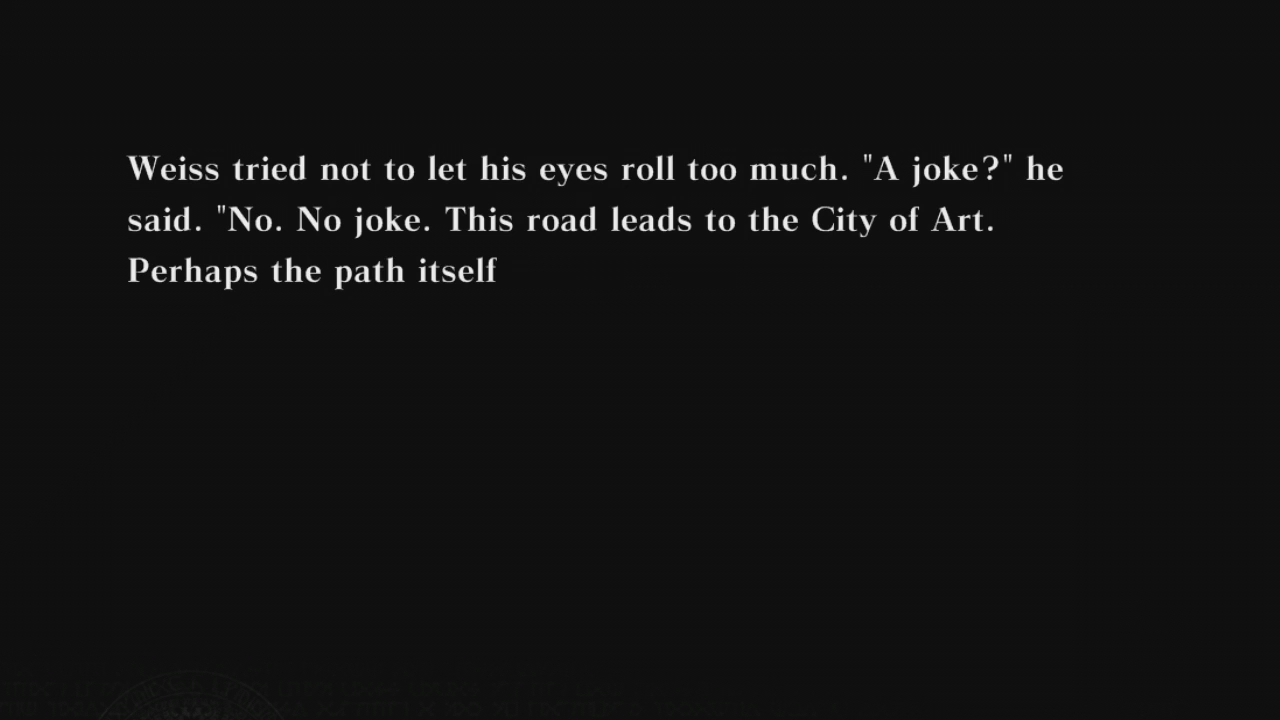 Weiss tried not to let his eyes roll too much. "A joke?" he
said. "No. No joke. This road leads to the City of Art.
Perhaps the path itself